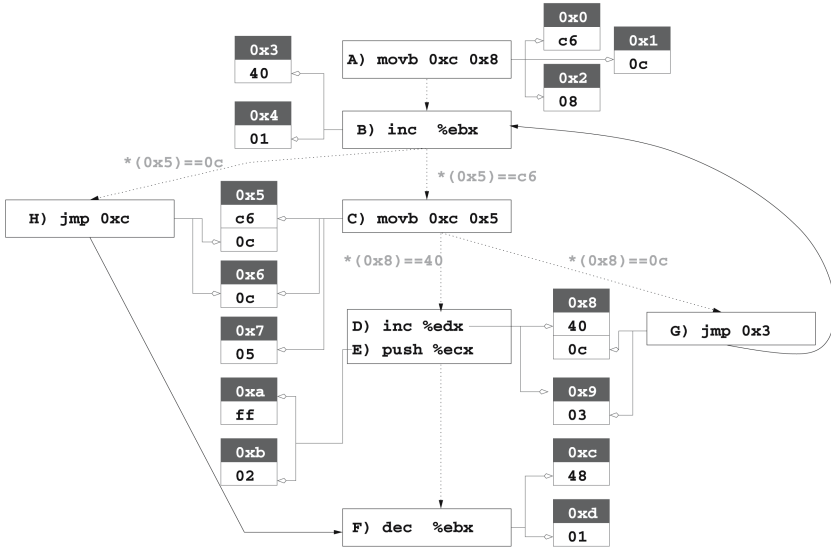 0x0
c6
0x1
0c
0x2
08
0x3
40
A) movb 0xc 0x8
0x4
01
B) inc %ebx
*(0x5)==0c
*(0x5)==c6
0x5
c6
0c
H) jmp 0xc
C) movb 0xc 0x5
*(0x8)==40
*(0x8)==0c
0x6
0c
0x7
05
0x8
40
0c
D) inc %edx
E) push %ecx
G) jmp 0x3
0x9
03
0xa
ff
0xb
02
0xc
48
0xd
01
F) dec %ebx